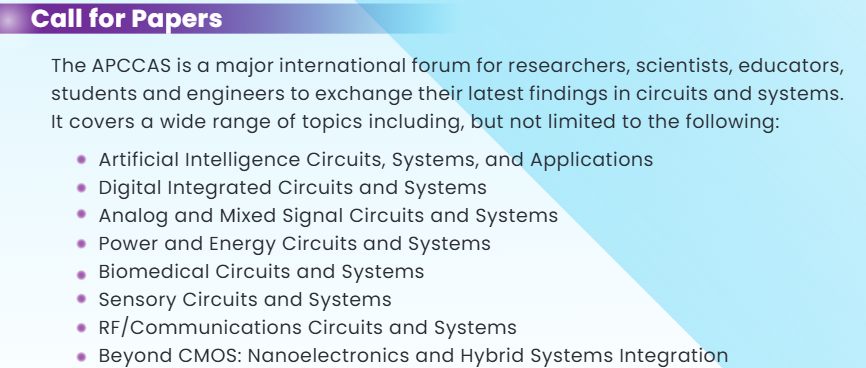 Call for Papers
The APCCAS is a major international forum for researchers, scientists, educators,
students and engineers to exchange their latest findings in circuits and systems.
It covers a wide range of topics including, but not limited to the following:
Artificial Intelligence Circuits, Systems, and Applications
Digital Integrated Circuits and Systems
Analog and Mixed Signal Circuits and Systems
Power and Energy Circuits and Systems
Biomedical Circuits and Systems
Sensory Circuits and Systems
RF/Communications Circuits and Systems
Beyond CMOS: Nanoelectronics and Hybrid Systems Integration